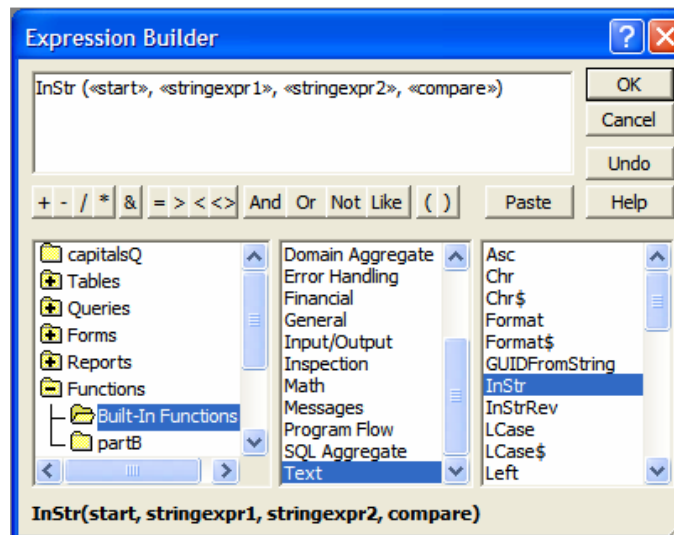 Expression Builder
?
InStr («start», «stringexpr1», «stringexpr2», «compare»)
OK
Cancel
Undo
+ - / * & = > < <> And Or Not Like ( ) Paste Help
capitalsQ
Tables
Queries
Forms
Reports
Functions
Built-In Functions
partB
Domain Aggregate
Error Handling
Financial
General
Input/Output
Inspection
Math
Messages
Program Flow
SQL Aggregate
Text
Asc
Chr
Chr$
Format
Format$
GUIDFromString
InStr
InStrRev
LCase
LCase$
Left
InStr(start, stringexpr1, stringexpr2, compare)